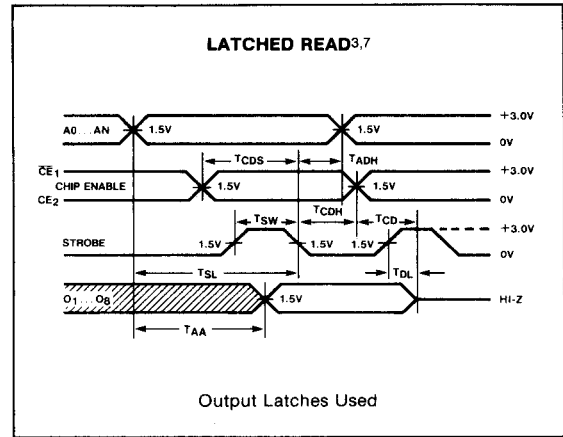 LATCHED READ3,7
A0...AN
1.5V
1.5V
+3.0V
0V
TCDS
TADH
CE1
CHIP ENABLE
CE2
1.5V
1.5V
+3.0V
0V
TSW
TCDH
TCD
STROBE
1.5V
1.5V
1.5V
+3.0V
0V
TSL
TDL
O1...O8
1.5V
HI-Z
TAA
Output Latches Used